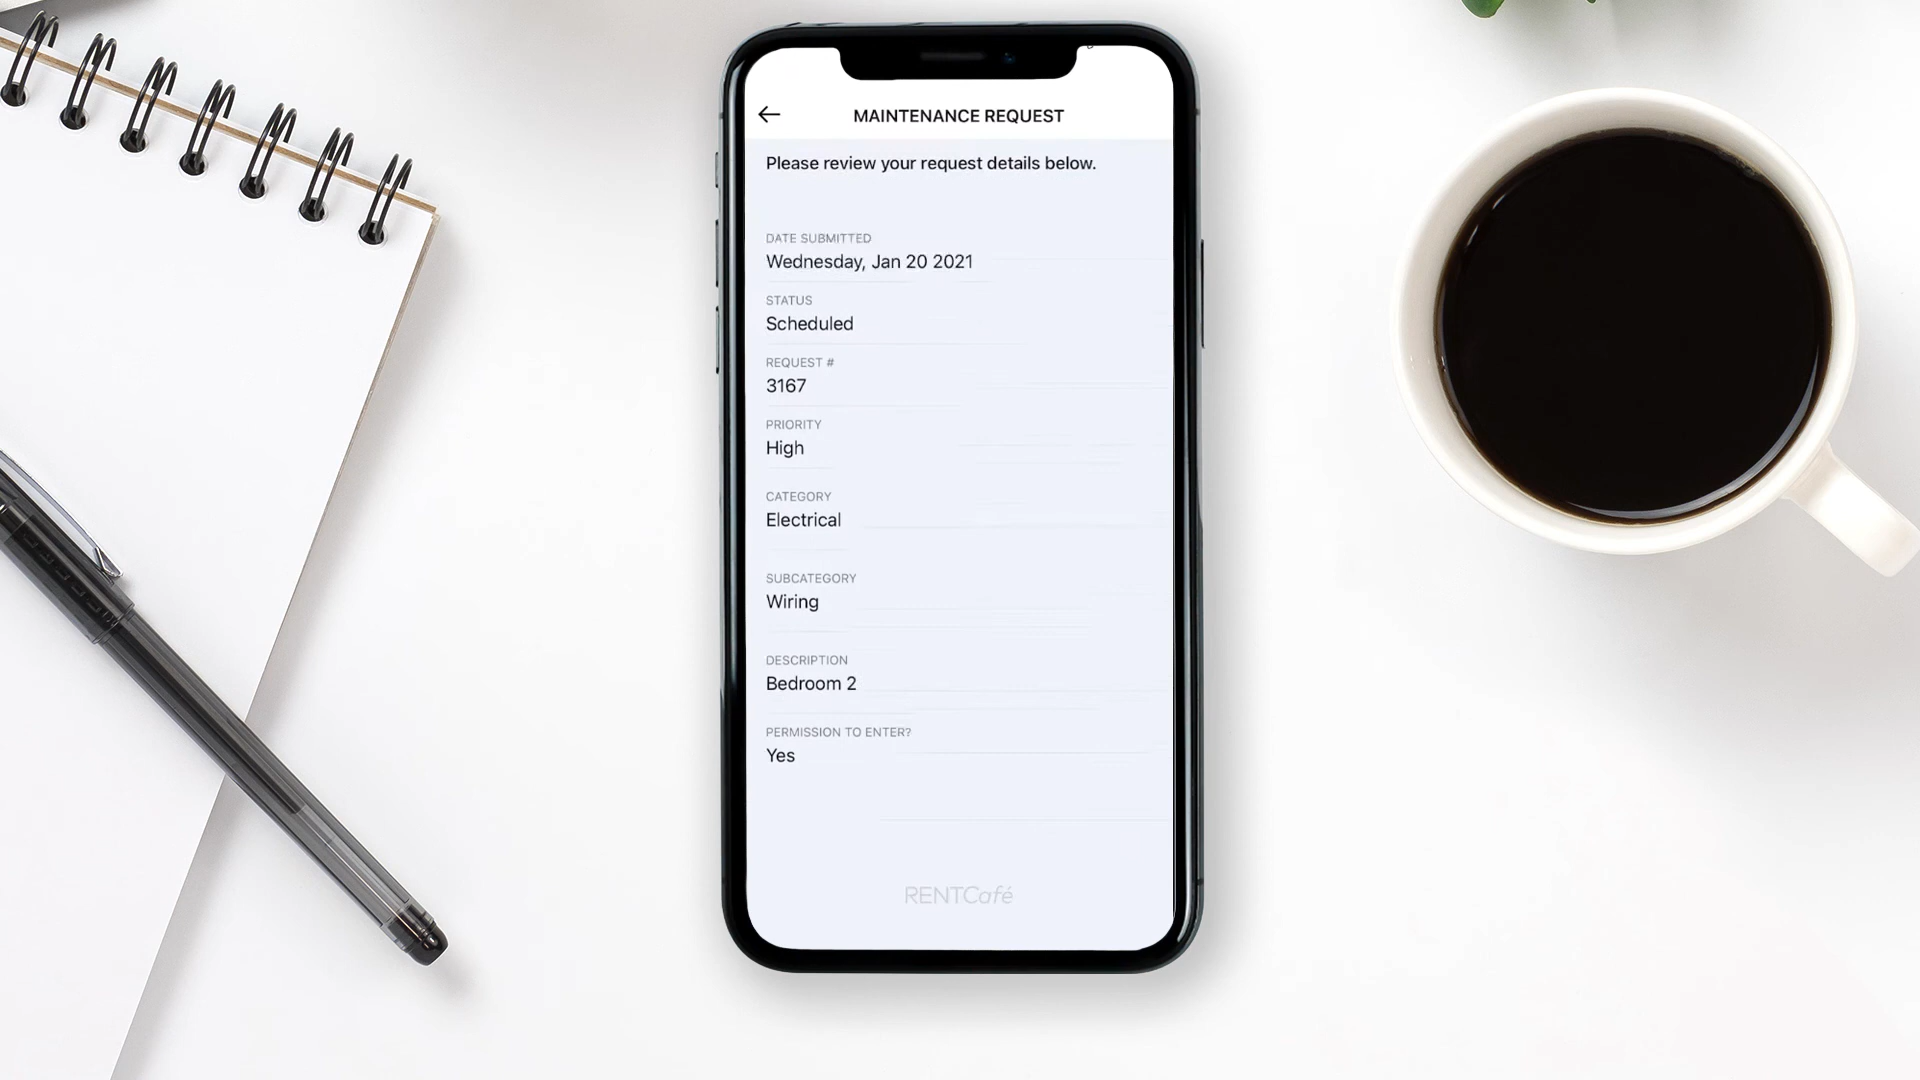 MAINTENANCE REQUEST
Please review your request details below.
DATE SUBMITTED
Wednesday, Jan 20 2021
STATUS
Scheduled
REQUEST #
3167
PRIORITY
High
CATEGORY
Electrical
SUBCATEGORY
Wiring
DESCRIPTION
Bedroom 2
PERMISSION TO ENTER?
Yes
RENTCafé